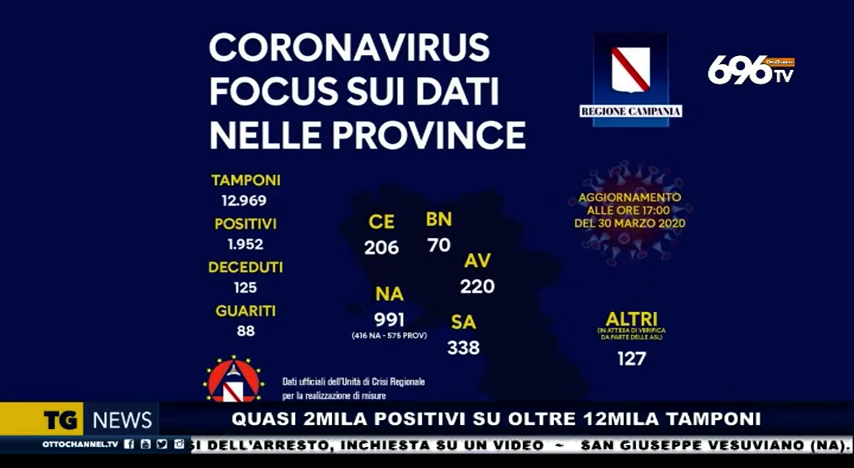 CORONAVIRUS
FOCUS SUI DATI
NELLE PROVINCE
REGIONE CAMPANIA
696 TV
OttoChannel
TAMPONI
12.969
POSITIVI
1.952
DECEDUTI
125
GUARITI
88
CE
206
BN
70
AV
220
NA
991
(416 NA - 575 PROV)
SA
338
AGGIORNAMENTO
ALLE ORE 17:00
DEL 30 MARZO 2020
ALTRI
(IN ATTESA DI VERIFICA
DA PARTE DELLE ASL)
127
Dati ufficiali dell'Unità di Crisi Regionale
per la realizzazione di misure
TG NEWS
QUASI 2MILA POSITIVI SU OLTRE 12MILA TAMPONI
OTTOCHANNEL.TV
SI DELL'ARRESTO, INCHIESTA SU UN VIDEO ~ SAN GIUSEPPE VESUVIANO (NA).